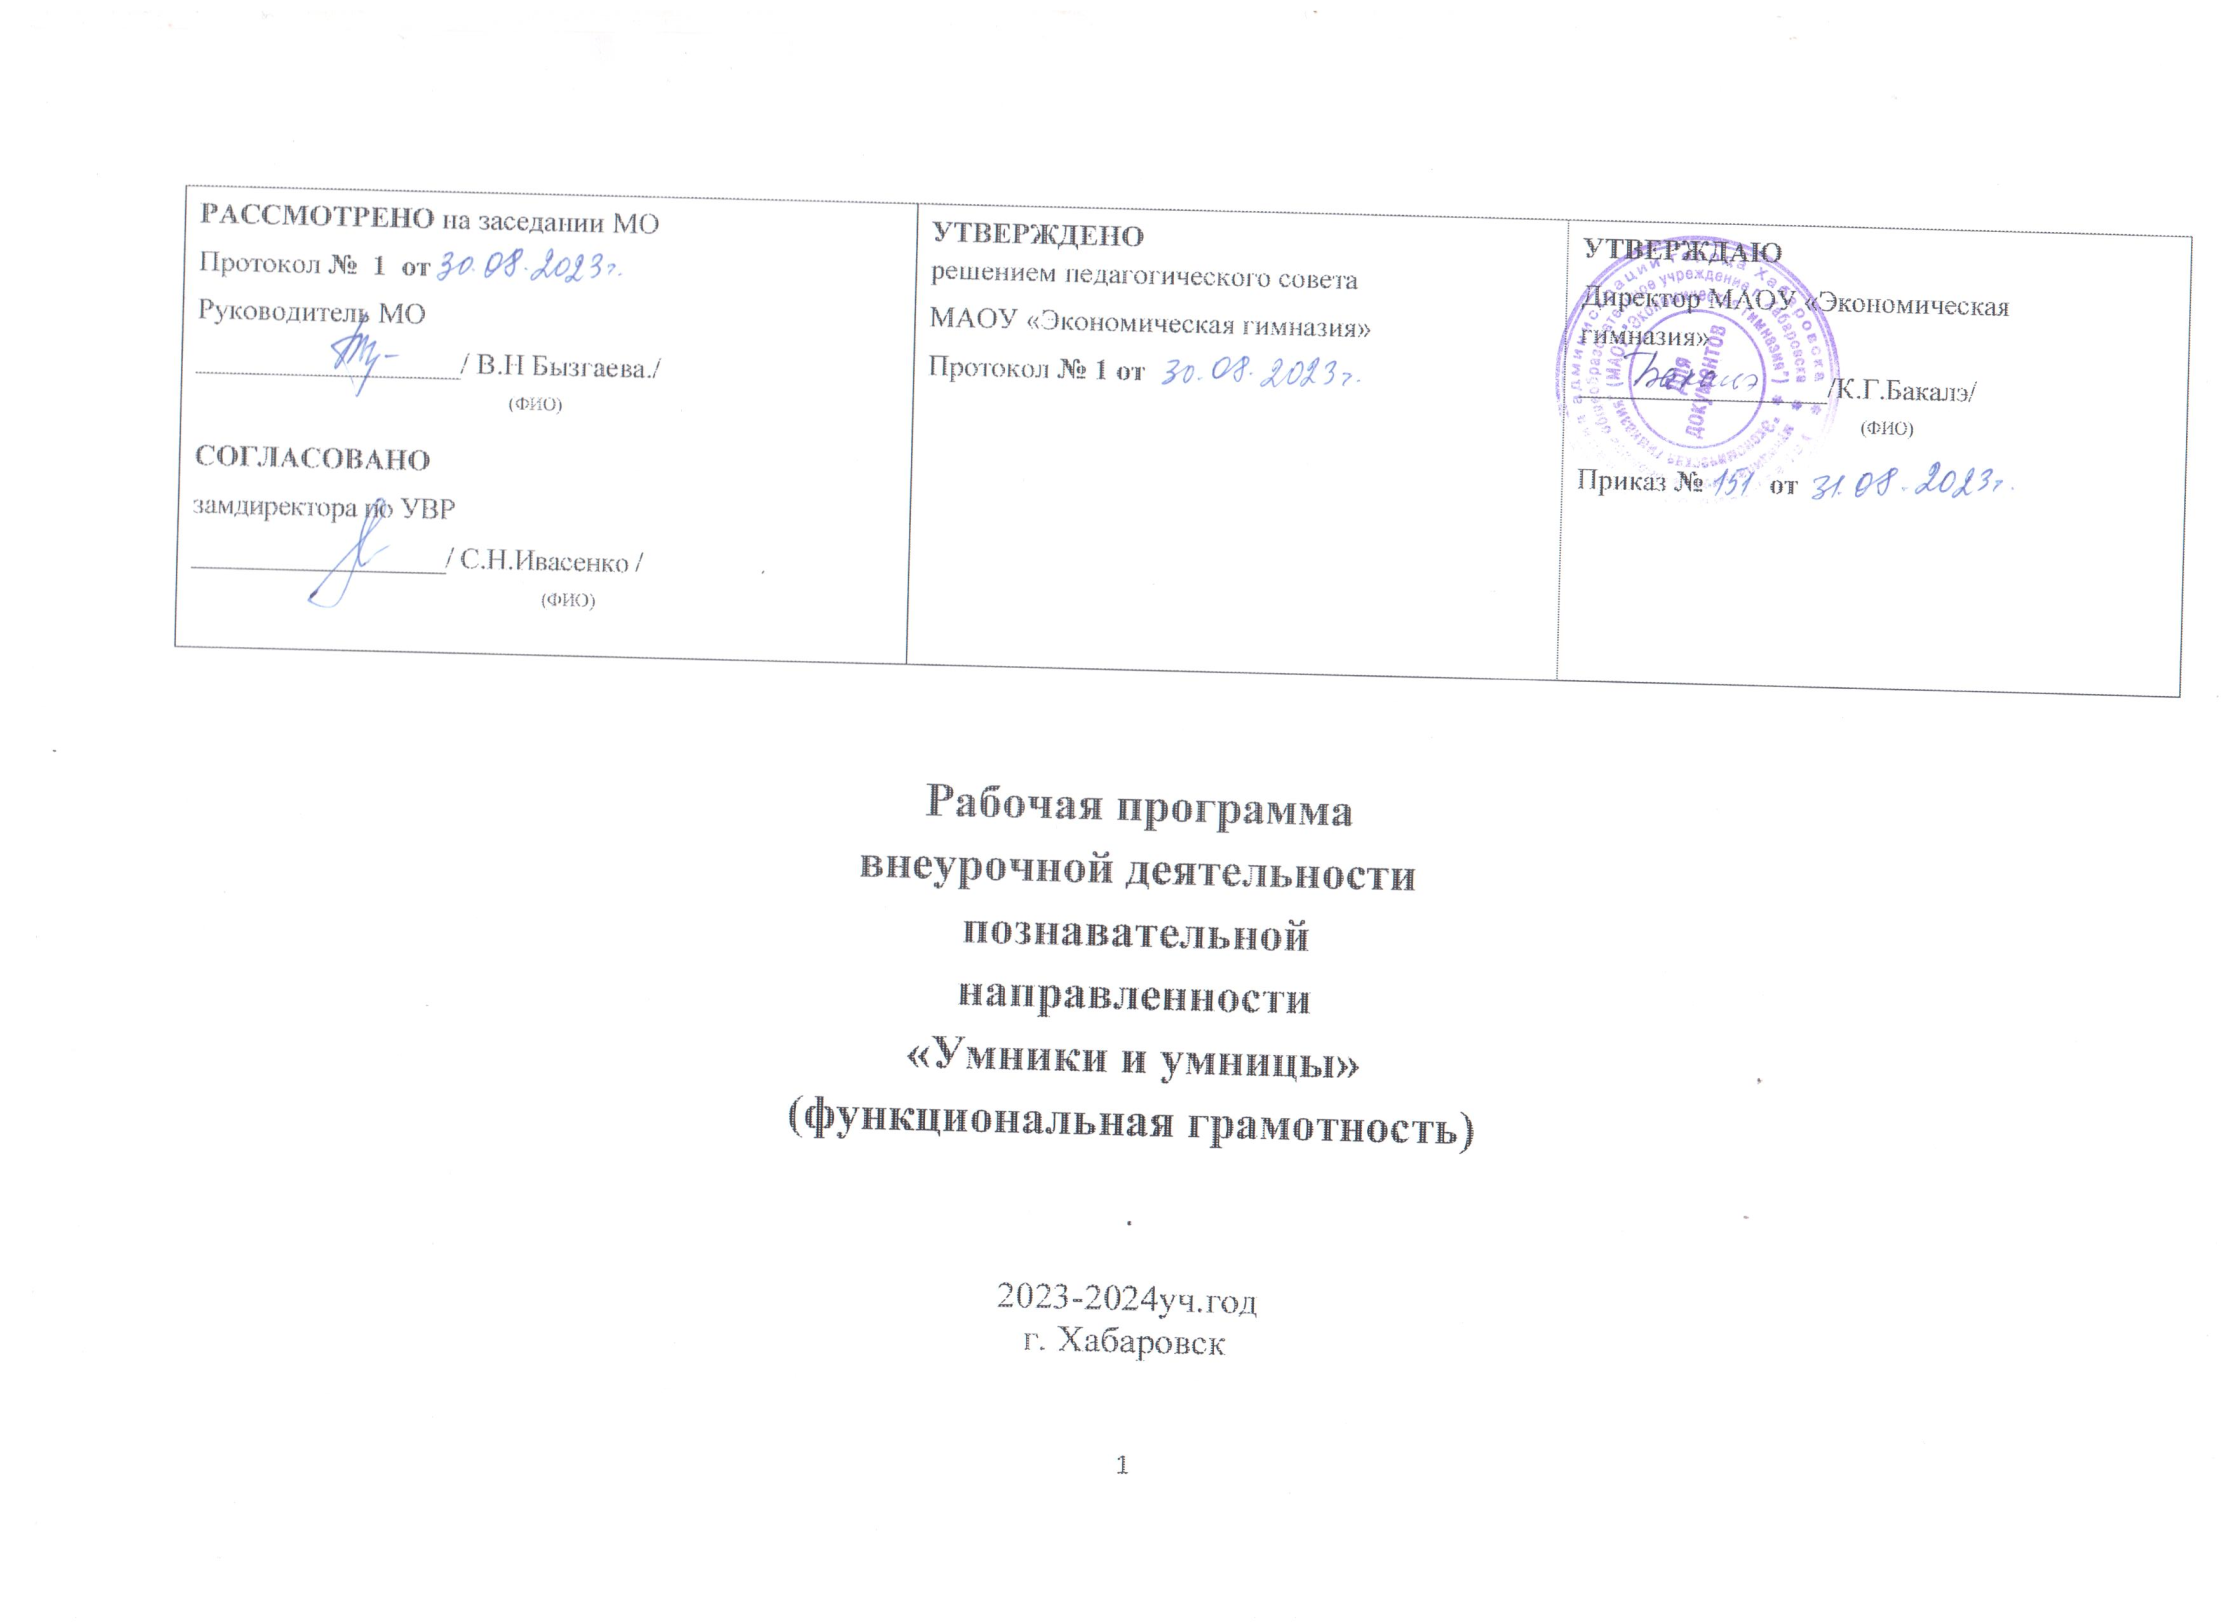 РАССМОТРЕНО на заседании МО
Протокол № 1 от 30.08.2023г.
Руководитель МО
/ В.Н Бызгаева./
(ФИО)
СОГЛАСОВАНО
замдиректора по УВР
/ С.Н.Ивасенко /
(ФИО)
УТВЕРЖДЕНО
решением педагогического совета
МАОУ «Экономическая гимназия»
Протокол № 1 от 30.08.2023г.
УТВЕРЖДАЮ
Директор МАОУ «Экономическая
гимназия»
Бакалэ /К.Г.Бакалэ/
(ФИО)
Приказ № 151 от 31.08.2023г.
Для
документов
Рабочая программа
внеурочной деятельности
познавательной
направленности
«Умники и умницы»
(функциональная грамотность)
2023-2024уч.год
г. Хабаровск
1